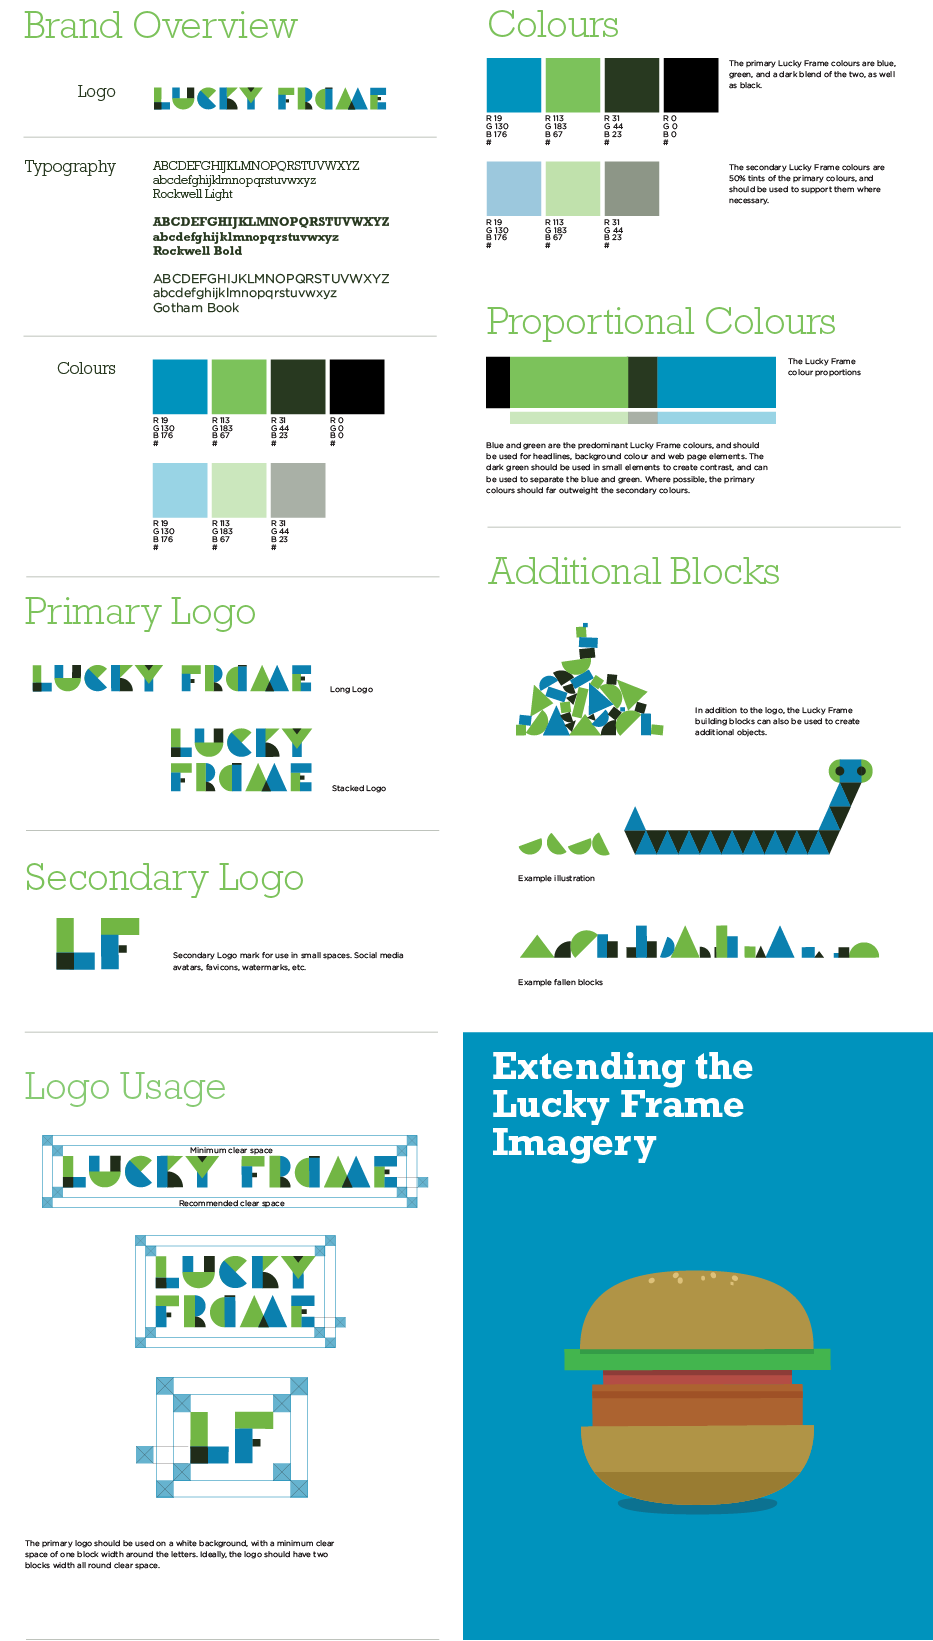 Brand Overview
Logo
LUCKY FRAME
Typography
ABCDEFGHIJKLMNOPQRSTUVWXYZ
abcdefghijklmnopqrstuvwxyz
Rockwell Light
ABCDEFGHIJKLMNOPQRSTUVWXYZ
abcdefghijklmnopqrstuvwxyz
Rockwell Bold
ABCDEFGHIJKLMNOPQRSTUVWXYZ
abcdefghijklmnopqrstuvwxyz
Gotham Book
Colours
R 19 R 113 R 31 R 0
G 130 G 183 G 44 G 0
B 176 B 67 B 23 B 0
# # # #
R 19 R 113 R 31
G 130 G 183 G 44
B 176 B 67 B 23
# # #
Primary Logo
LUCKY FRAME
Long Logo
LUCKY
FRAME
Stacked Logo
Secondary Logo
LF
Secondary Logo mark for use in small spaces. Social media
avatars, favicons, watermarks, etc.
Logo Usage
Minimum clear space
LUCKY FRAME
Recommended clear space
LUCKY
FRAME
LF
The primary logo should be used on a white background, with a minimum clear
space of one block width around the letters. Ideally, the logo should have two
blocks width all round clear space.
Colours
The primary Lucky Frame colours are blue,
green, and a dark blend of the two, as well
as black.
R 19 R 113 R 31 R 0
G 130 G 183 G 44 G 0
B 176 B 67 B 23 B 0
# # # #
The secondary Lucky Frame colours are
50% tints of the primary colours, and
should be used to support them where
necessary.
R 19 R 113 R 31
G 130 G 183 G 44
B 176 B 67 B 23
# # #
Proportional Colours
The Lucky Frame
colour proportions
Blue and green are the predominant Lucky Frame colours, and should
be used for headlines, background colour and web page elements. The
dark green should be used in small elements to create contrast, and can
be used to separate the blue and green. Where possible, the primary
colours should far outweight the secondary colours.
Additional Blocks
In addition to the logo, the Lucky Frame
building blocks can also be used to create
additional objects.
Example illustration
Example fallen blocks
Extending the
Lucky Frame
Imagery